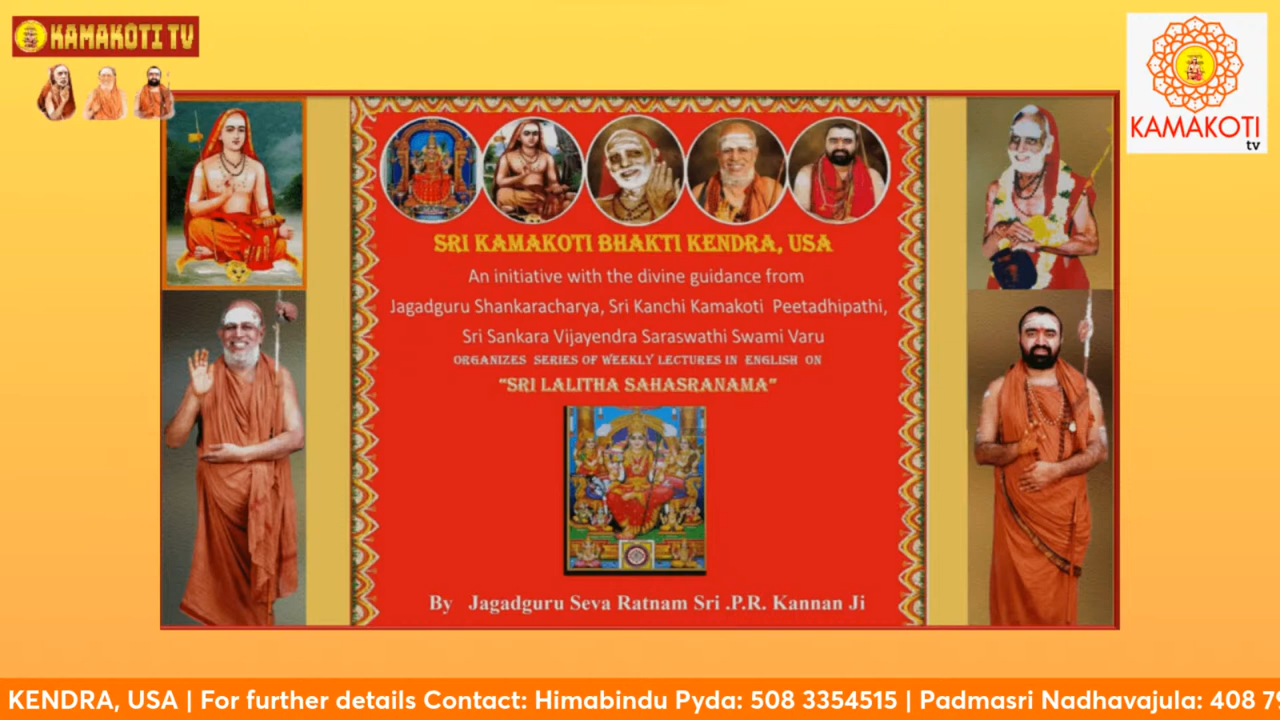 KAMAKOTI TV
KAMAKOTI
tv
SRI KAMAKOTI BHAKTI KENDRA, USA
An initiative with the divine guidance from
Jagadguru Shankaracharya, Sri Kanchi Kamakoti Peetadhipathi,
Sri Sankara Vijayendra Saraswathi Swami Varu
ORGANIZES SERIES OF WEEKLY LECTURES IN ENGLISH ON
"SRI LALITHA SAHASRANAMA"
By Jagadguru Seva Ratnam Sri .P.R. Kannan Ji
KENDRA, USA | For further details Contact: Himabindu Pyda: 508 3354515 | Padmasri Nadhavajula: 408 79